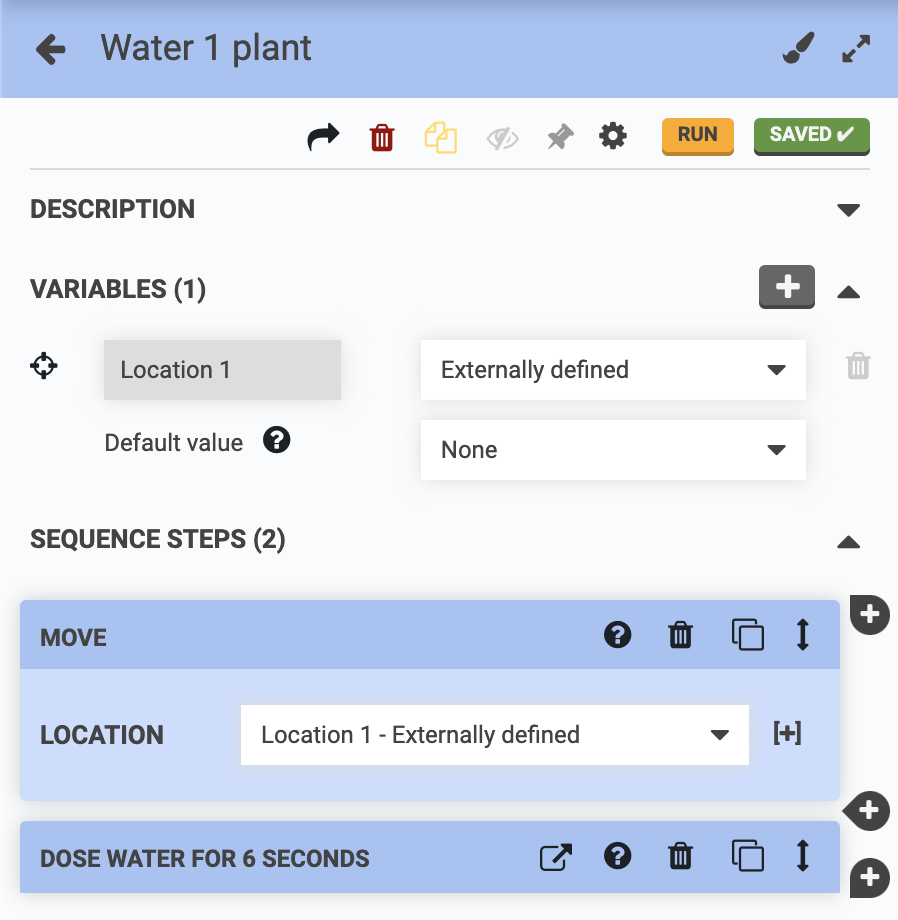 Water 1 plant
RUN
SAVED ✔
DESCRIPTION
VARIABLES (1)
Location 1
Externally defined
Default value
None
SEQUENCE STEPS (2)
MOVE
LOCATION
Location 1 - Externally defined
[+]
DOSE WATER FOR 6 SECONDS